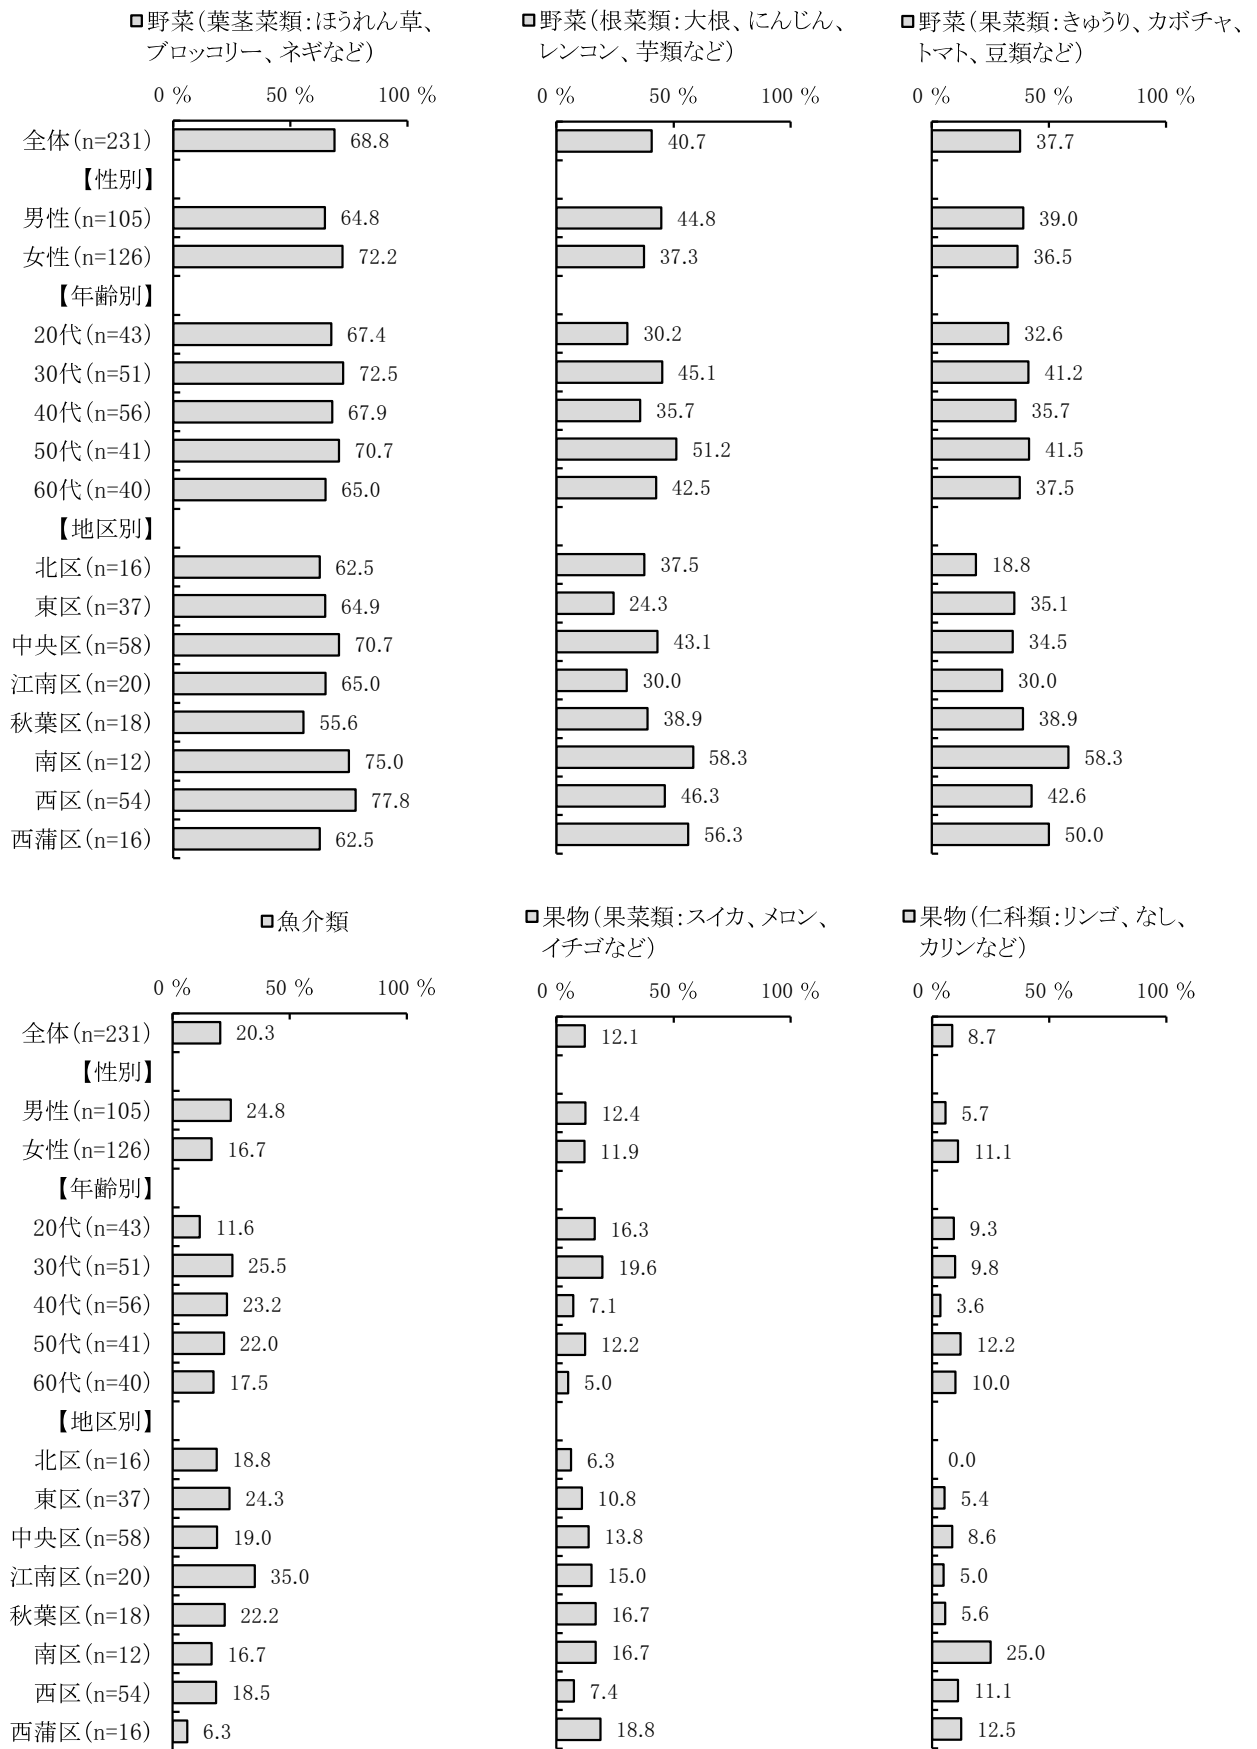 野菜(葉茎菜類:ほうれん草、
ブロッコリー、ネギなど)
野菜(根菜類:大根、にんじん、
レンコン、芋類など)
野菜(果菜類:きゅうり、カボチャ、
トマト、豆類など)
0 % 50 % 100 % 0 % 50 % 100 % 0 % 50 % 100 %
全体(n=231) 68.8 40.7 37.7
【性別】
男性(n=105) 64.8 44.8 39.0
女性(n=126) 72.2 37.3 36.5
【年齢別】
20代(n=43) 67.4 30.2 32.6
30代(n=51) 72.5 45.1 41.2
40代(n=56) 67.9 35.7 35.7
50代(n=41) 70.7 51.2 41.5
60代(n=40) 65.0 42.5 37.5
【地区別】
北区(n=16) 62.5 37.5 18.8
東区(n=37) 64.9 24.3 35.1
中央区(n=58) 70.7 43.1 34.5
江南区(n=20) 65.0 30.0 30.0
秋葉区(n=18) 55.6 38.9 38.9
南区(n=12) 75.0 58.3 58.3
西区(n=54) 77.8 46.3 42.6
西蒲区(n=16) 62.5 56.3 50.0
魚介類
果物(果菜類:スイカ、メロン、
イチゴなど)
果物(仁科類:リンゴ、なし、
カリンなど)
0 % 50 % 100 % 0 % 50 % 100 % 0 % 50 % 100 %
全体(n=231) 20.3 12.1 8.7
【性別】
男性(n=105) 24.8 12.4 5.7
女性(n=126) 16.7 11.9 11.1
【年齢別】
20代(n=43) 11.6 16.3 9.3
30代(n=51) 25.5 19.6 9.8
40代(n=56) 23.2 7.1 3.6
50代(n=41) 22.0 12.2 12.2
60代(n=40) 17.5 5.0 10.0
【地区別】
北区(n=16) 18.8 6.3 0.0
東区(n=37) 24.3 10.8 5.4
中央区(n=58) 19.0 13.8 8.6
江南区(n=20) 35.0 15.0 5.0
秋葉区(n=18) 22.2 16.7 5.6
南区(n=12) 16.7 16.7 25.0
西区(n=54) 18.5 7.4 11.1
西蒲区(n=16) 6.3 18.8 12.5